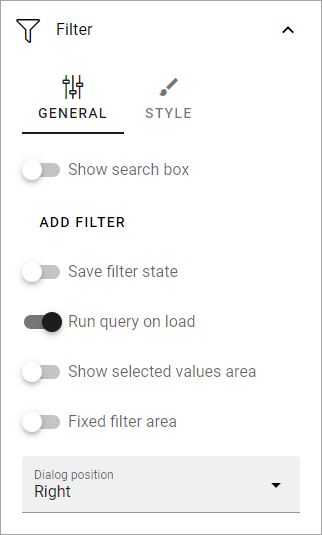 Filter
GENERAL STYLE
Show search box
ADD FILTER
Save filter state
Run query on load
Show selected values area
Fixed filter area
Dialog position
Right